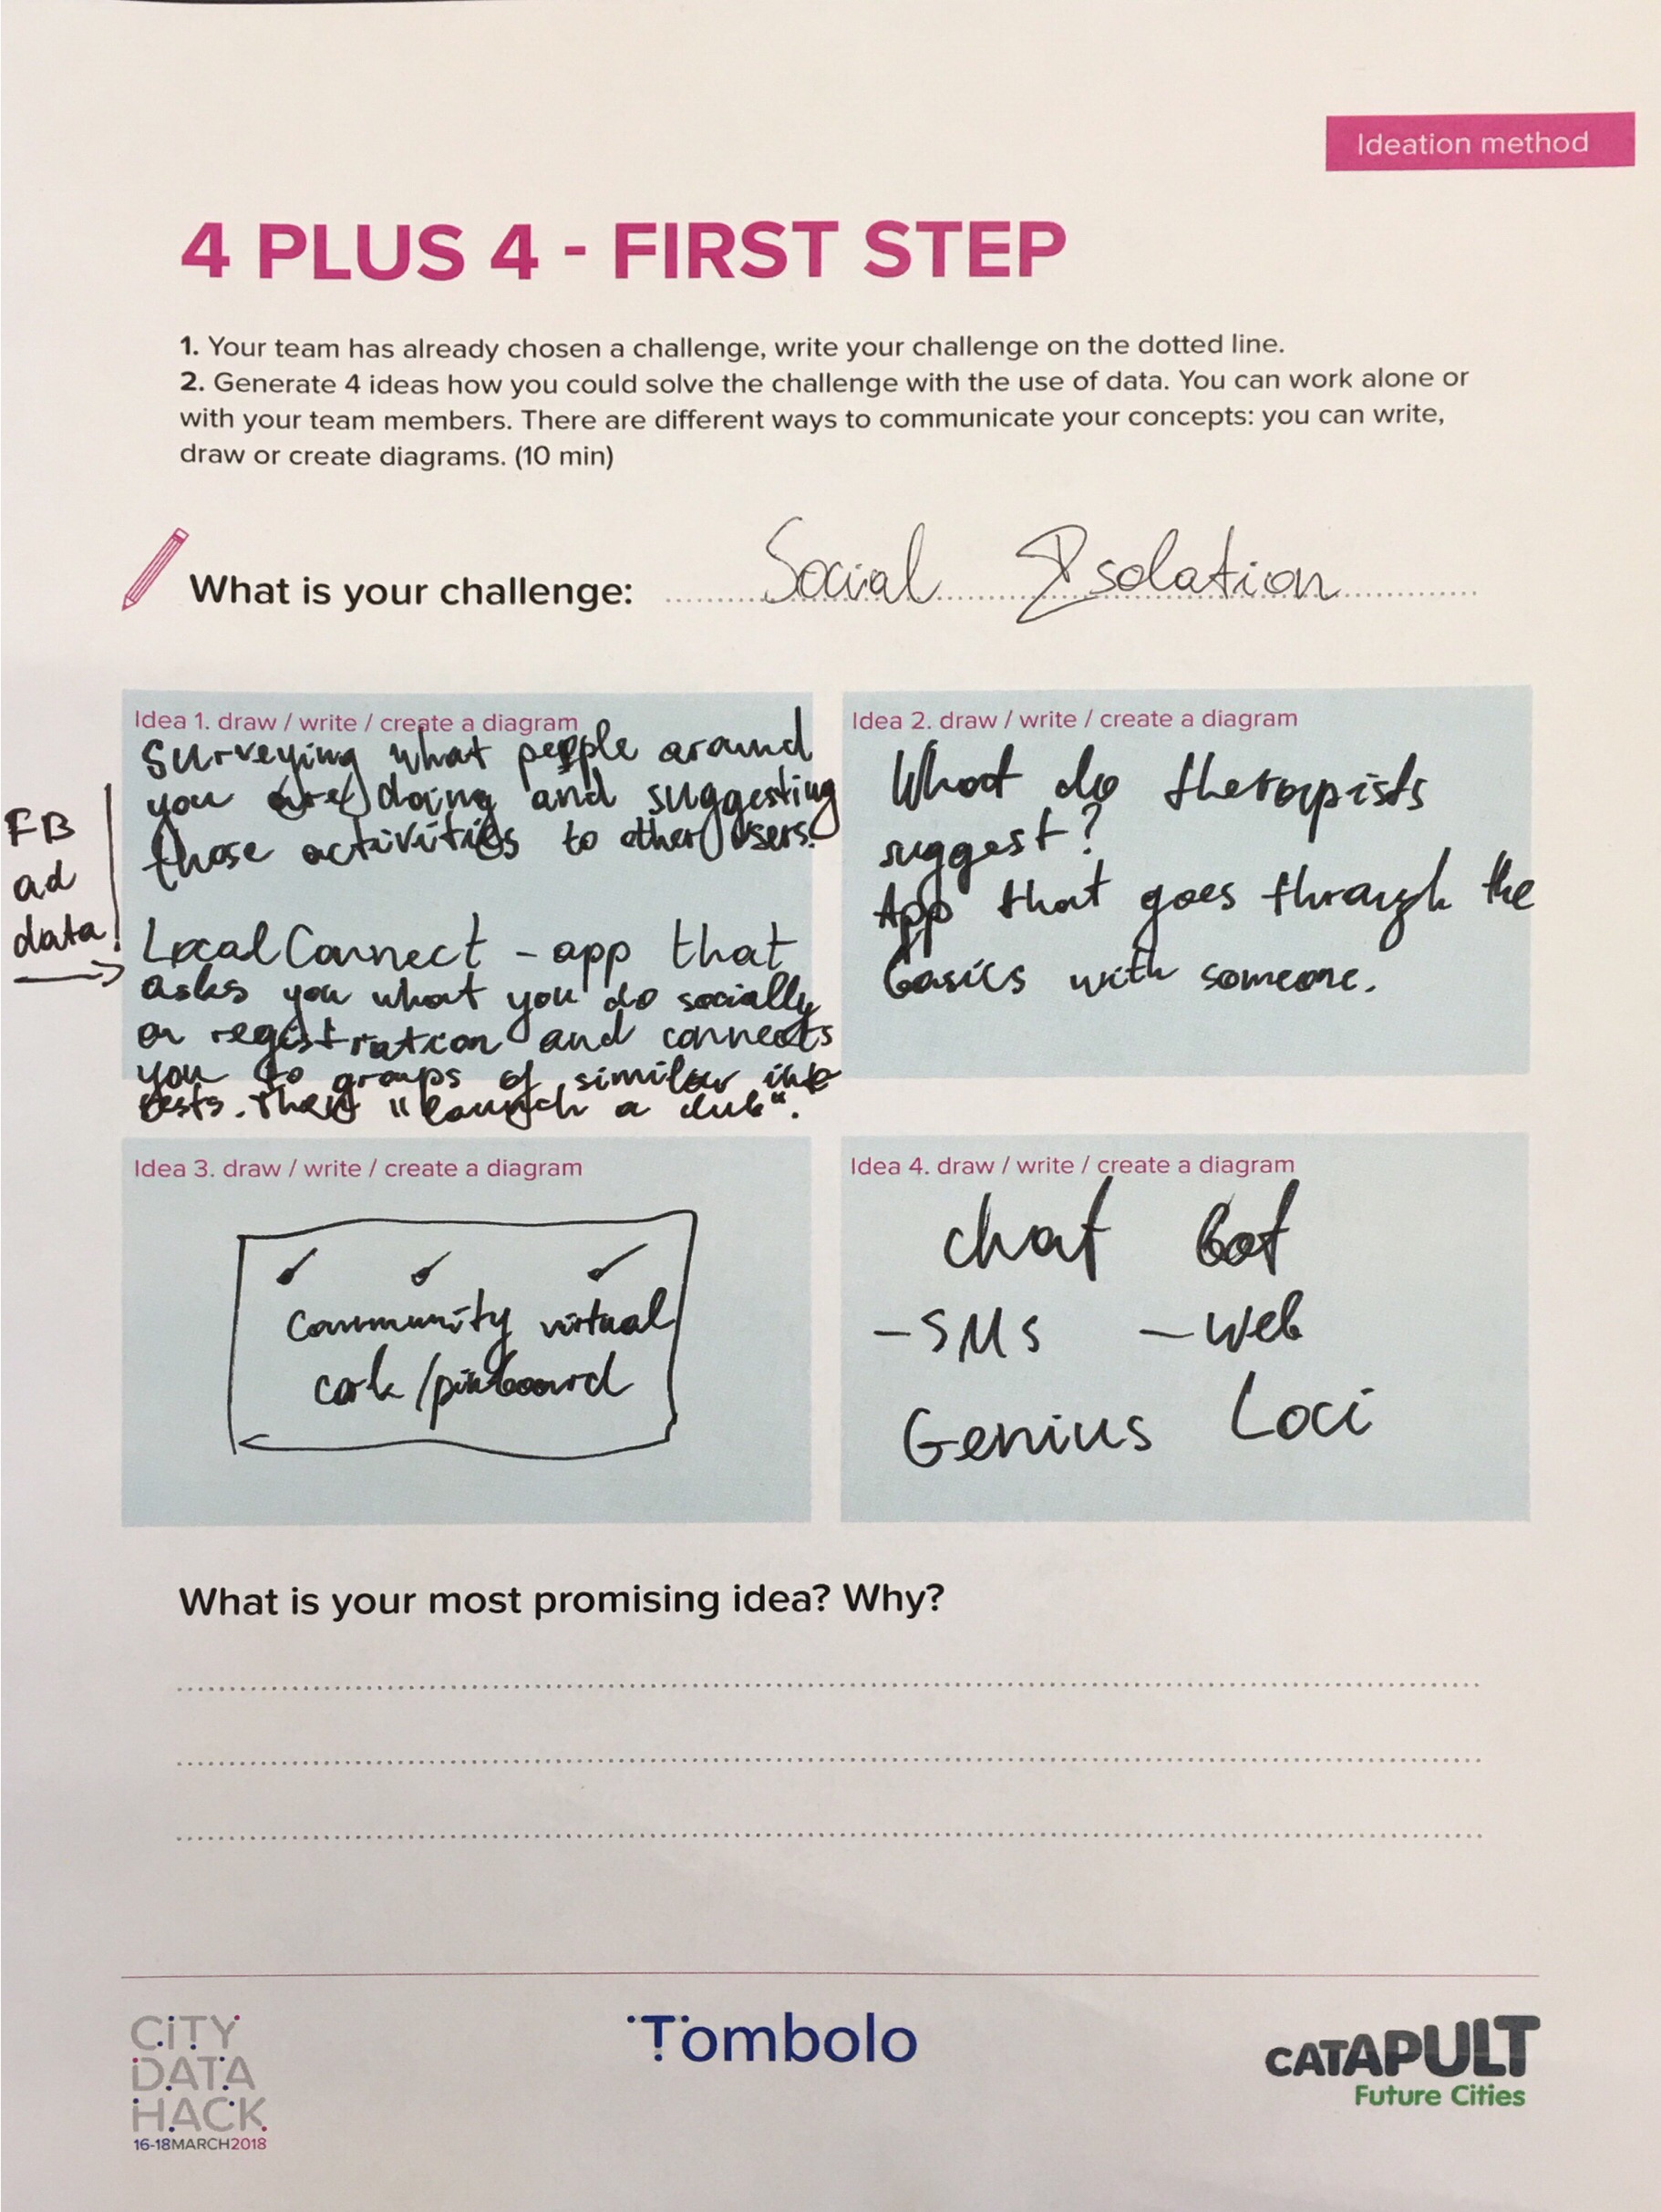 Ideation method
4 PLUS 4 - FIRST STEP
1. Your team has already chosen a challenge, write your challenge on the dotted line.
2. Generate 4 ideas how you could solve the challenge with the use of data. You can work alone or
with your team members. There are different ways to communicate your concepts: you can write,
draw or create diagrams. (10 min)
What is your challenge: Social Isolation
Idea 1. draw / write / create a diagram
Surveying what people around
you are doing and suggesting
those activities to other users.
FB
ad
data!
LocalConnect - app that
asks you what you do socially
on registration and connects
you to groups of similar inte
rests. They "launch a club".
Idea 2. draw / write / create a diagram
What do therapists
suggest?
App that goes through the
basics with someone.
Idea 3. draw / write / create a diagram
Community virtual
cork/pinboard
Idea 4. draw / write / create a diagram
chat bot
- SMS - web
Genius Loci
What is your most promising idea? Why?
CiTY
DATA
HACK
16-18MARCH2018
Tombolo
CATAPULT
Future Cities